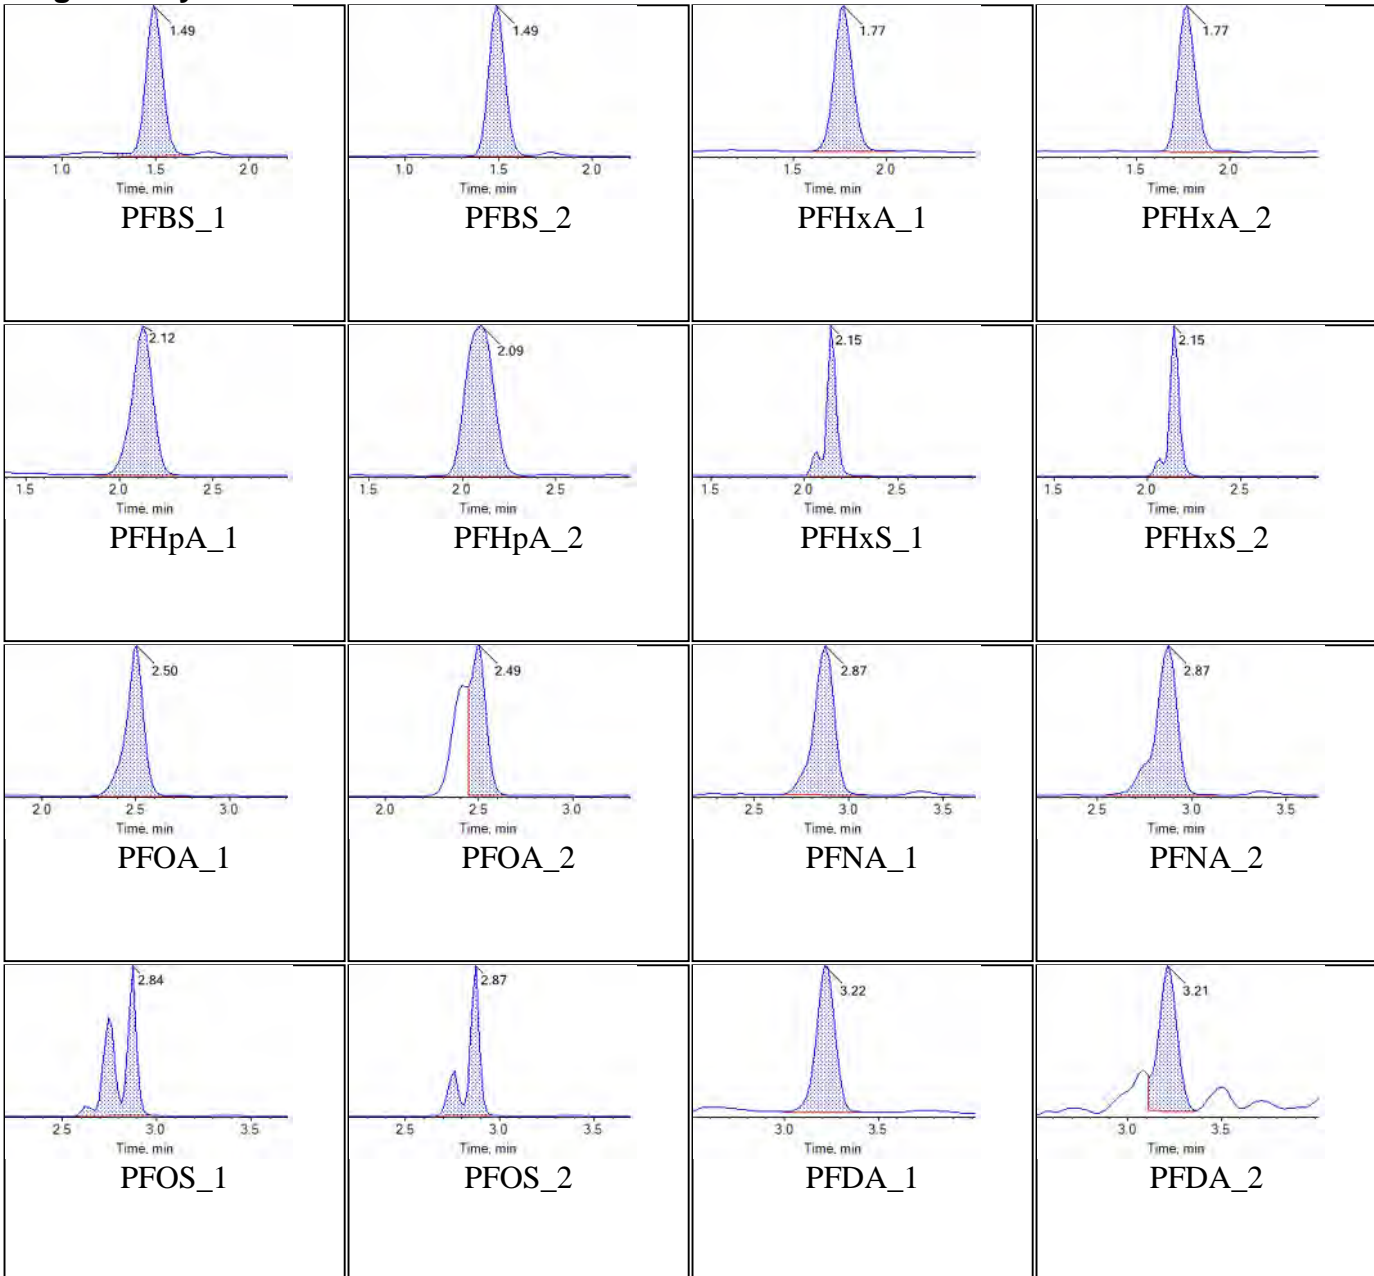 1.49 1.49 1.77 1.77
1.0 1.5 2.0 1.0 1.5 2.0 1.5 2.0 1.5 2.0
Time, min Time, min Time, min Time, min
PFBS_1 PFBS_2 PFHxA_1 PFHxA_2
2.12 2.09 2.15 2.15
1.5 2.0 2.5 1.5 2.0 2.5 1.5 2.0 2.5 1.5 2.0 2.5
Time, min Time, min Time, min Time, min
PFHpA_1 PFHpA_2 PFHxS_1 PFHxS_2
2.50 2.49 2.87 2.87
2.0 2.5 3.0 2.0 2.5 3.0 2.5 3.0 3.5 2.5 3.0 3.5
Time, min Time, min Time, min Time, min
PFOA_1 PFOA_2 PFNA_1 PFNA_2
2.84 2.87 3.22 3.21
2.5 3.0 3.5 2.5 3.0 3.5 3.0 3.5 3.0 3.5
Time, min Time, min Time, min Time, min
PFOS_1 PFOS_2 PFDA_1 PFDA_2